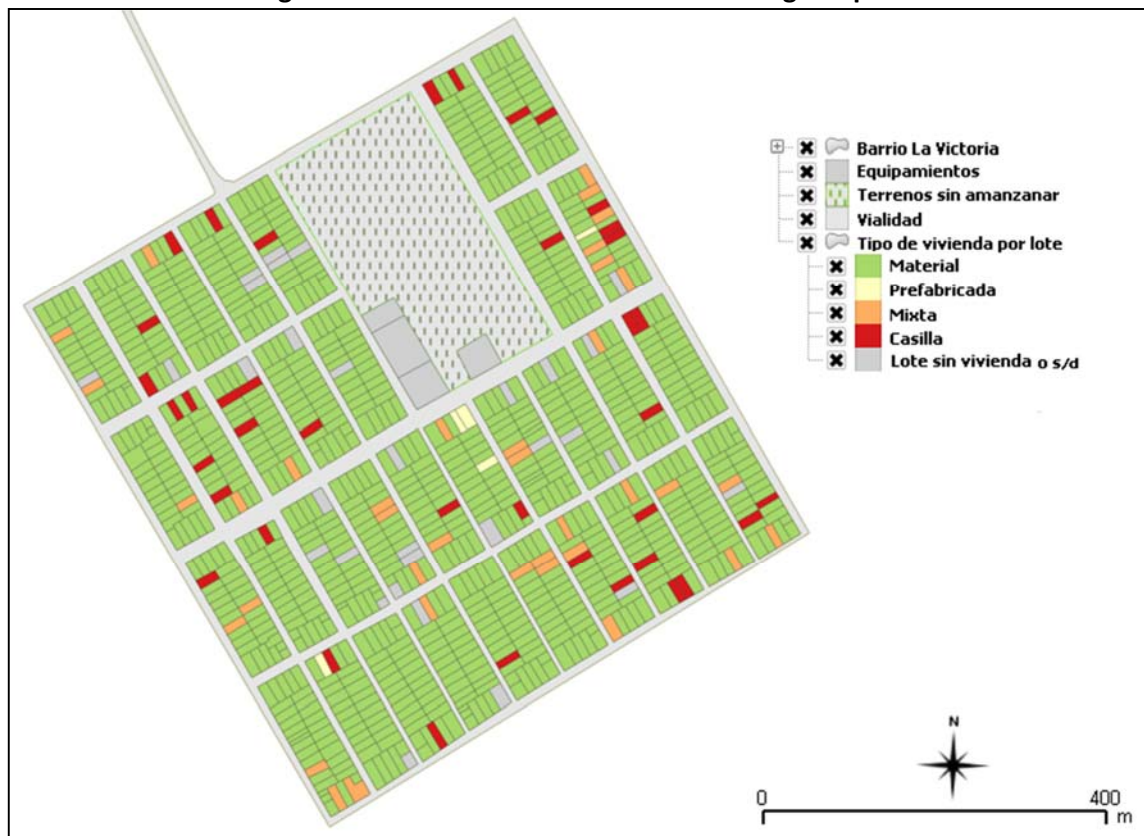 Barrio La Victoria
Equipamientos
Terrenos sin amanzanar
Vialidad
Tipo de vivienda por lote
Material
Prefabricada
Mixta
Casilla
Lote sin vivienda o s/d
N
0 400
m